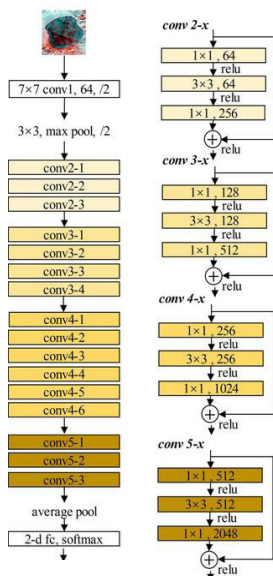 7×7 conv1, 64, /2
3×3, max pool, /2
conv2-1
conv2-2
conv2-3
conv3-1
conv3-2
conv3-3
conv3-4
conv4-1
conv4-2
conv4-3
conv4-4
conv4-5
conv4-6
conv5-1
conv5-2
conv5-3
average pool
2-d fc, softmax
conv 2-x
1×1 , 64
relu
3×3 , 64
relu
1×1 , 256
relu
conv 3-x
1×1 , 128
relu
3×3 , 128
relu
1×1 , 512
relu
conv 4-x
1×1 , 256
relu
3×3 , 256
relu
1×1 , 1024
relu
conv 5-x
1×1 , 512
relu
3×3 , 512
relu
1×1 , 2048
relu